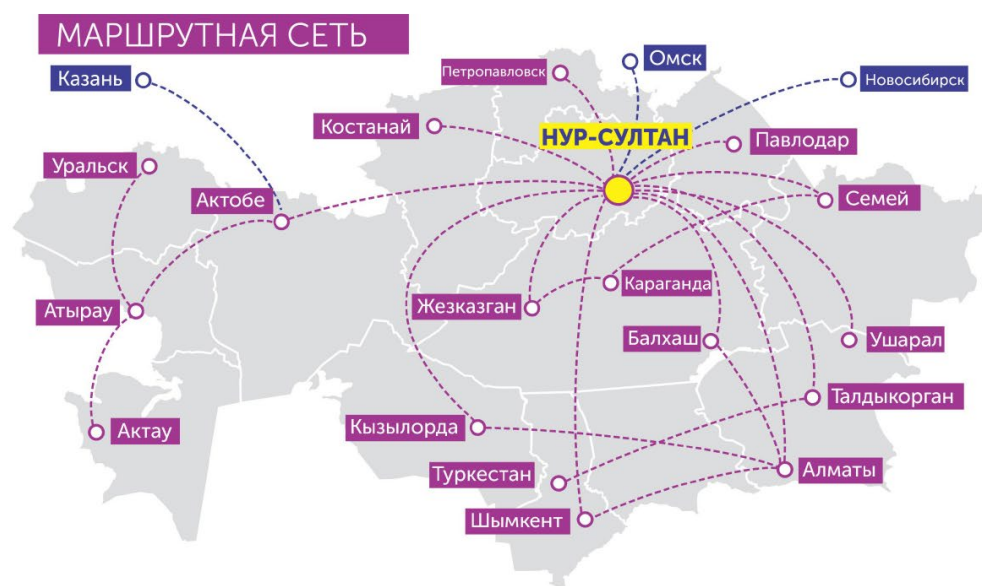 МАРШРУТНАЯ СЕТЬ
Казань
Петропавловск
Омск
Новосибирск
Костанай
НУР-СУЛТАН
Павлодар
Уральск
Актобе
Семей
Атырау
Жезказган
Караганда
Балхаш
Ушарал
Талдыкорган
Актау
Кызылорда
Туркестан
Алматы
Шымкент